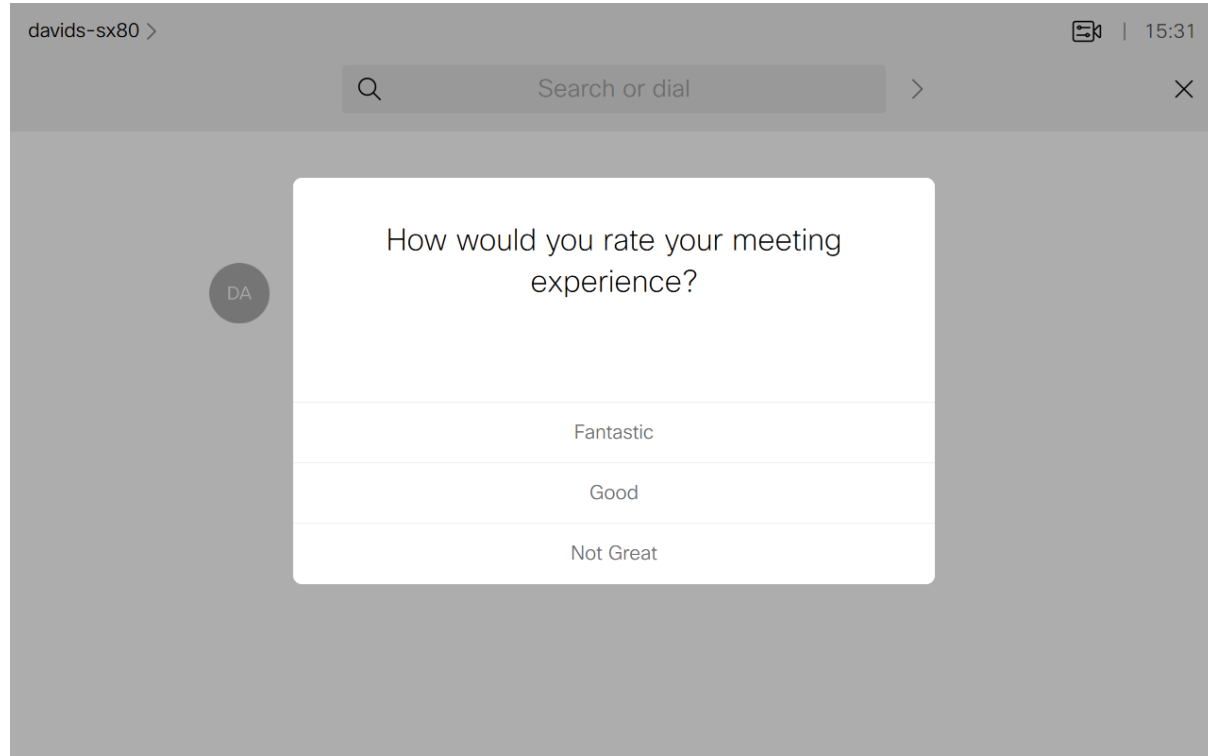 davids-sx80
15:31
Search or dial
How would you rate your meeting
experience?
DA
Fantastic
Good
Not Great